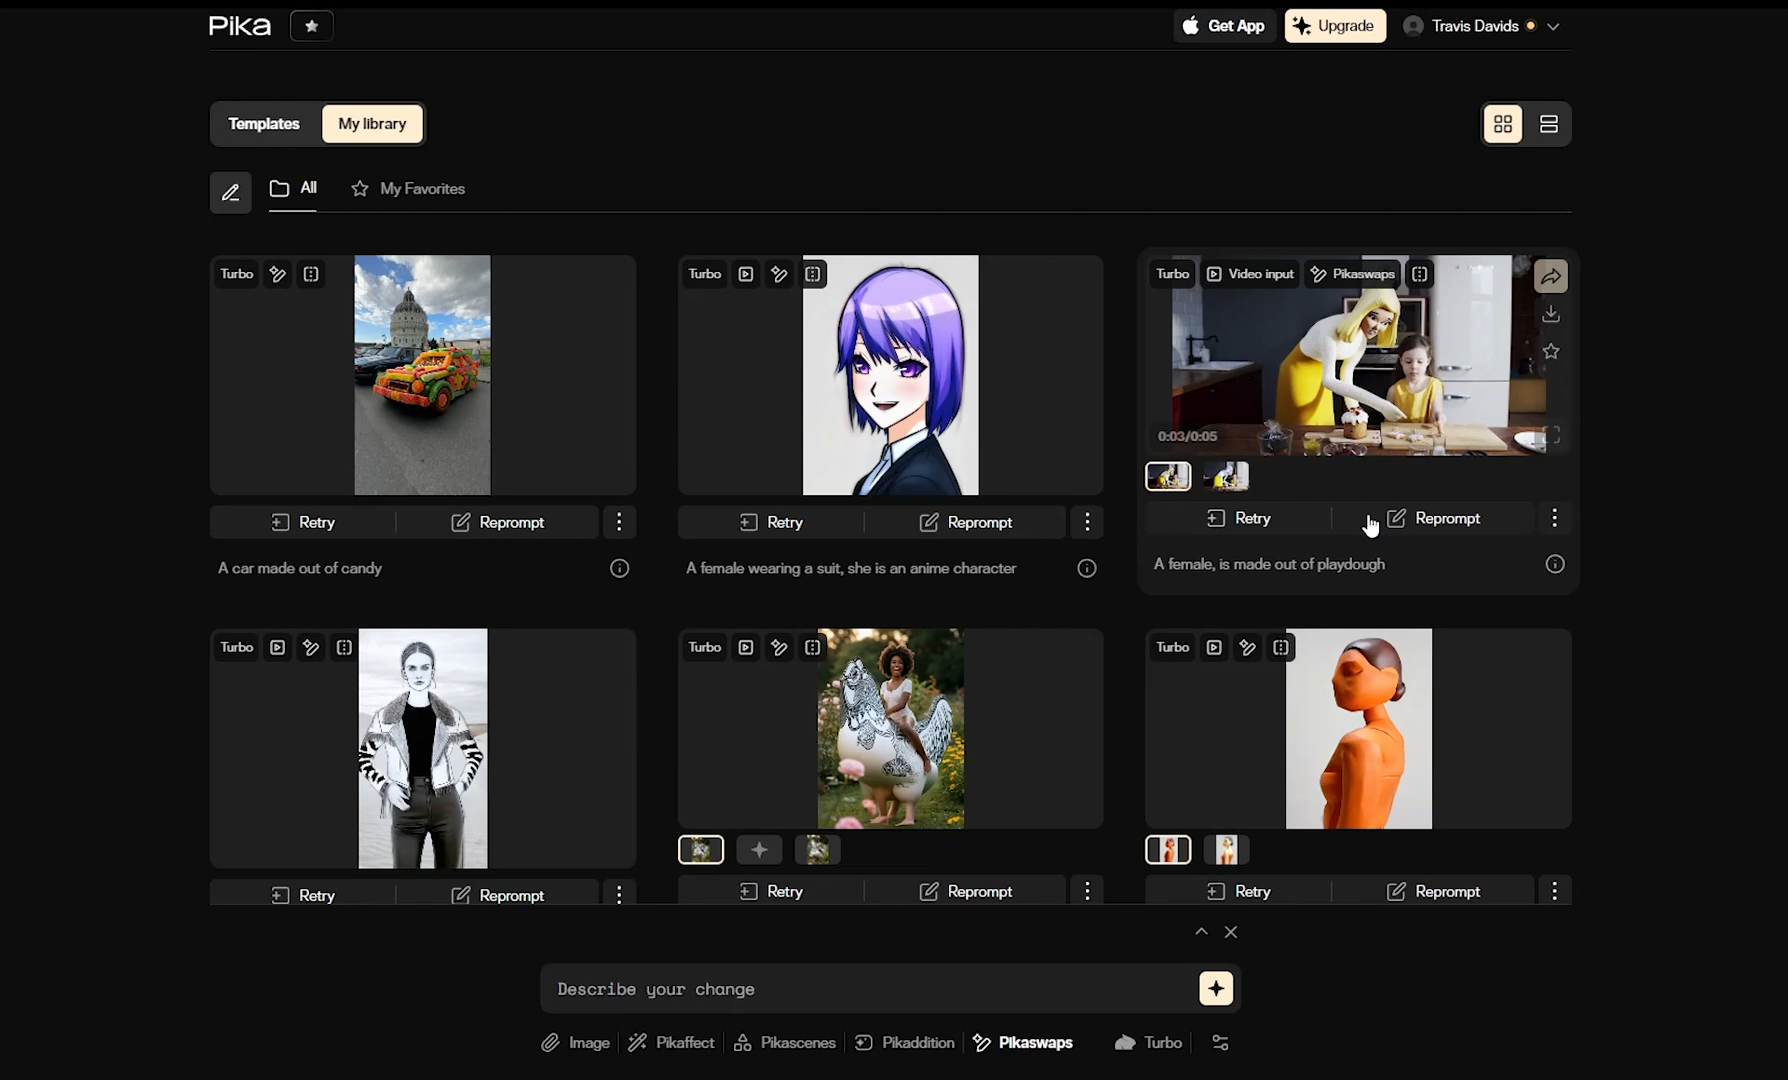 Pika
Get App
Upgrade
Travis Davids
Templates
My library
All
My Favorites
Turbo
Turbo
Turbo
Video input
Pikaswaps
0:03/0:05
Retry
Reprompt
Retry
Reprompt
Retry
Reprompt
A car made out of candy
A female wearing a suit, she is an anime character
A female, is made out of playdough
Turbo
Turbo
Turbo
Retry
Reprompt
Retry
Reprompt
Retry
Reprompt
Describe your change
Image
Pikaffect
Pikascenes
Pikaddition
Pikaswaps
Turbo